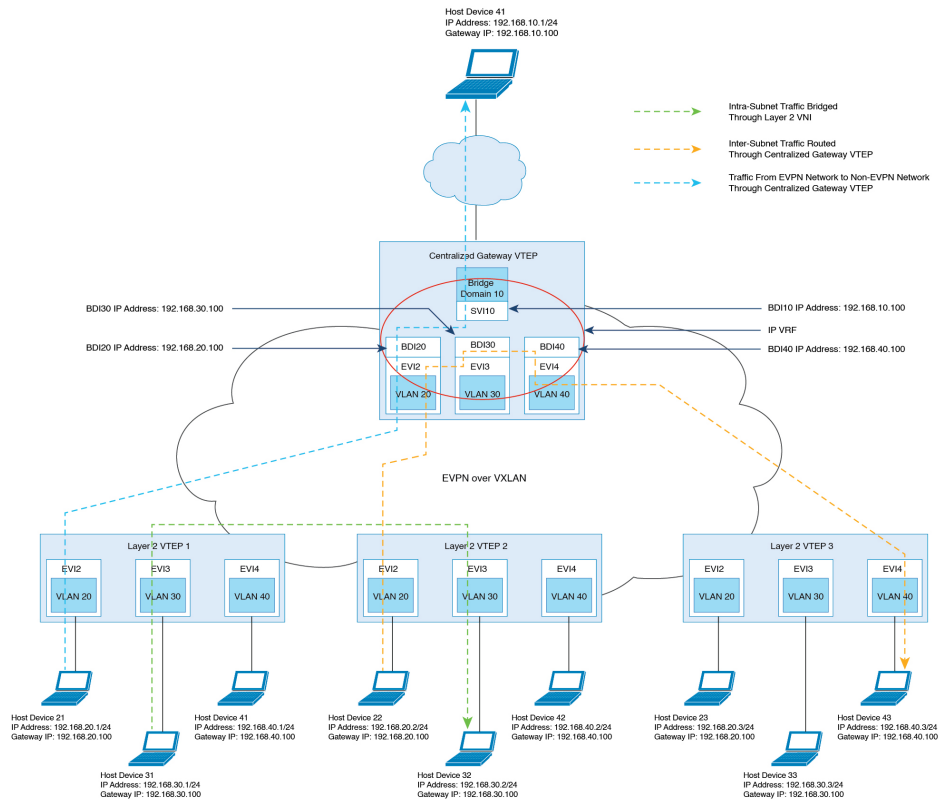 Host Device 41
IP Address: 192.168.10.1/24
Gateway IP: 192.168.10.100
Intra-Subnet Traffic Bridged
Through Layer 2 VNI
Inter-Subnet Traffic Routed
Through Centralized Gateway VTEP
Traffic From EVPN Network to Non-EVPN Network
Through Centralized Gateway VTEP
Centralized Gateway VTEP
Bridge
Domain 10
SVI10
BDI30 IP Address: 192.168.30.100
BDI10 IP Address: 192.168.10.100
IP VRF
BDI20 IP Address: 192.168.20.100
BDI40 IP Address: 192.168.40.100
BDI20
BDI30
BDI40
EVI2
EVI3
EVI4
VLAN 20
VLAN 30
VLAN 40
EVPN over VXLAN
Layer 2 VTEP 1
EVI2
EVI3
EVI4
VLAN 20
VLAN 30
VLAN 40
Layer 2 VTEP 2
EVI2
EVI3
EVI4
VLAN 20
VLAN 30
VLAN 40
Layer 2 VTEP 3
EVI2
EVI3
EVI4
VLAN 20
VLAN 30
VLAN 40
Host Device 21
IP Address: 192.168.20.1/24
Gateway IP: 192.168.20.100
Host Device 41
IP Address: 192.168.40.1/24
Gateway IP: 192.168.40.100
Host Device 22
IP Address: 192.168.20.2/24
Gateway IP: 192.168.20.100
Host Device 42
IP Address: 192.168.40.2/24
Gateway IP: 192.168.40.100
Host Device 23
IP Address: 192.168.20.3/24
Gateway IP: 192.168.20.100
Host Device 43
IP Address: 192.168.40.3/24
Gateway IP: 192.168.40.100
Host Device 31
IP Address: 192.168.30.1/24
Gateway IP: 192.168.30.100
Host Device 32
IP Address: 192.168.30.2/24
Gateway IP: 192.168.30.100
Host Device 33
IP Address: 192.168.30.3/24
Gateway IP: 192.168.30.100